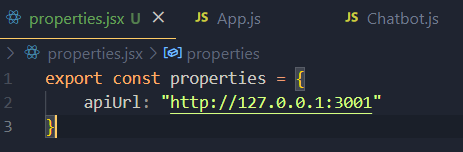 properties.jsx U × JS App.js JS Chatbot.js
> properties.jsx > properties
1 export const properties = {
2 apiUrl: "http://127.0.0.1:3001"
3 }